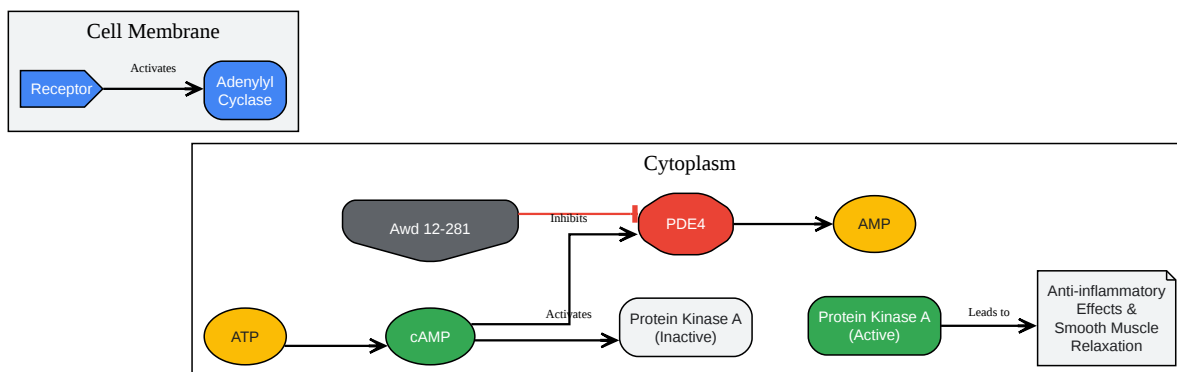 Cell Membrane
Activates
Receptor
Adenylyl
Cyclase
Cytoplasm
Awd 12-281
Inhibits
PDE4
AMP
ATP
cAMP
Activates
Protein Kinase A
(Inactive)
Protein Kinase A
(Active)
Leads to
Anti-inflammatory
Effects &
Smooth Muscle
Relaxation